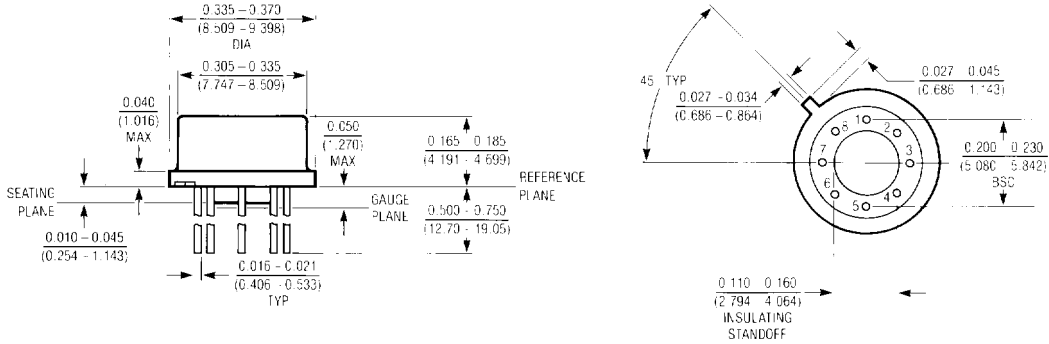 0.335 – 0.370
(8.509 – 9.398)
DIA
0.305 – 0.335
(7.747 – 8.509)
0.040
(1.016)
MAX
0.050
(1.270)
MAX
0.165 0.185
(4.191 – 4.699)
REFERENCE
PLANE
SEATING
PLANE
GAUGE
PLANE
0.500 – 0.750
(12.70 – 19.05)
0.010 – 0.045
(0.254 – 1.143)
0.016 – 0.021
(0.406 – 0.533)
TYP
45 TYP
0.027 0.045
(0.686 1.143)
0.027 – 0.034
(0.686 – 0.864)
1
2
3
4
5
6
7
8
0.200 0.230
(5.080 5.842)
BSC
0.110 0.160
(2.794 4.064)
INSULATING
STANDOFF